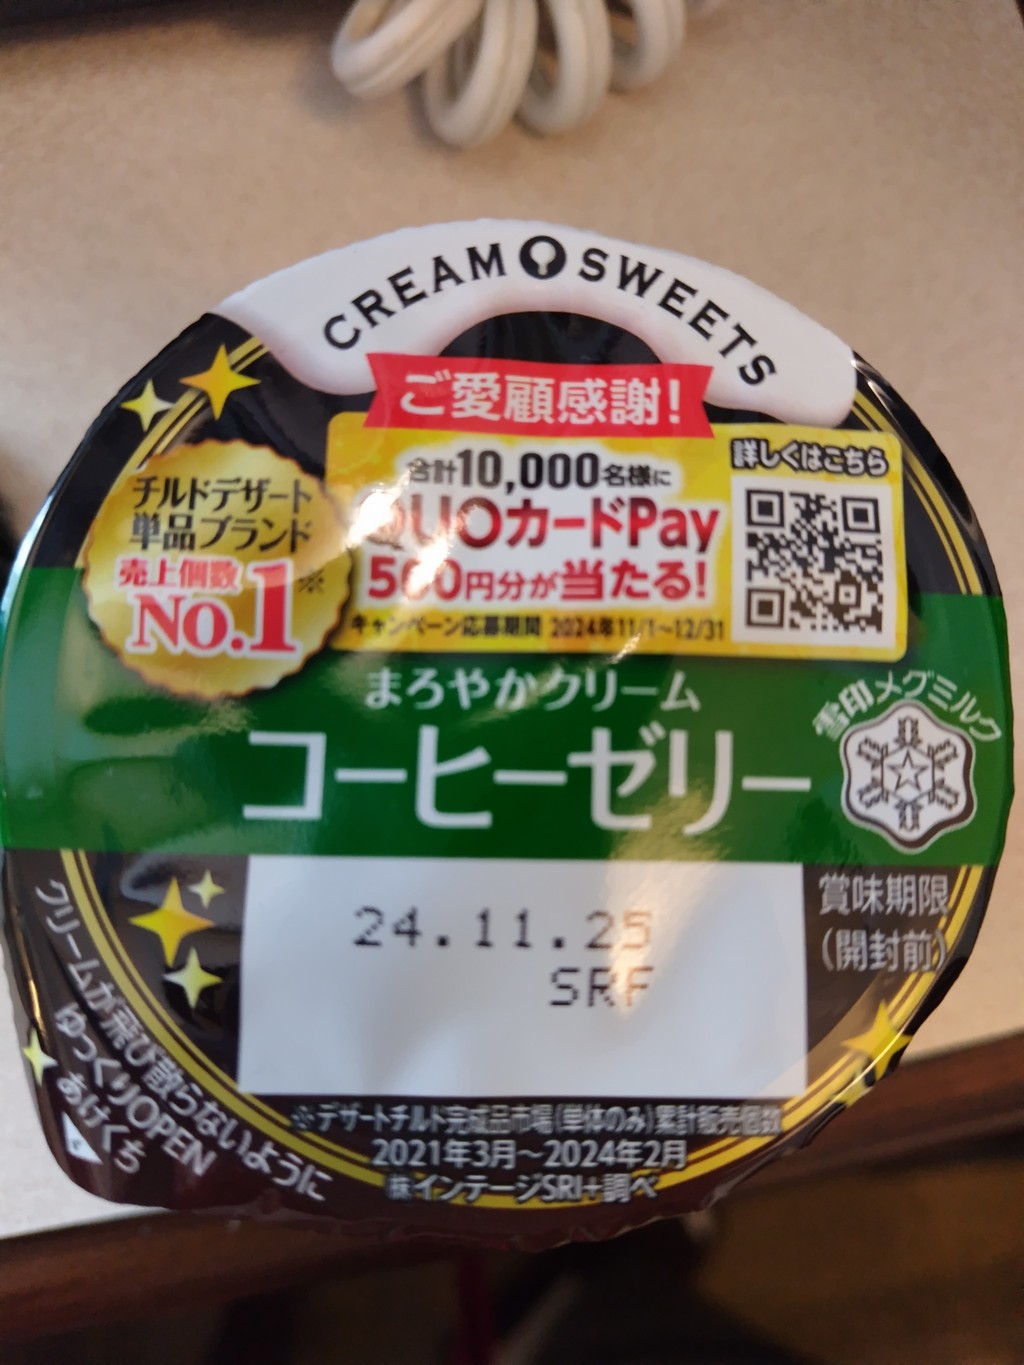 CREAM SWEETS
ご愛顧感謝!
合計10,000名様に
QUOカードPay
500円分が当たる!
キャンペーン応募期間 2024年11/1~12/31
詳しくはこちら
チルドデザート
単品ブランド
売上個数
No.1※
まろやかクリーム
コーヒーゼリー
雪印メグミルク
24.11.25
SRF
賞味期限
(開封前)
クリームが飛び散らないように
ゆっくりOPEN
あけくち
※デザートチルド完成品市場(単体のみ)累計販売個数
2021年3月~2024年2月
㈱インテージSRI+調べ